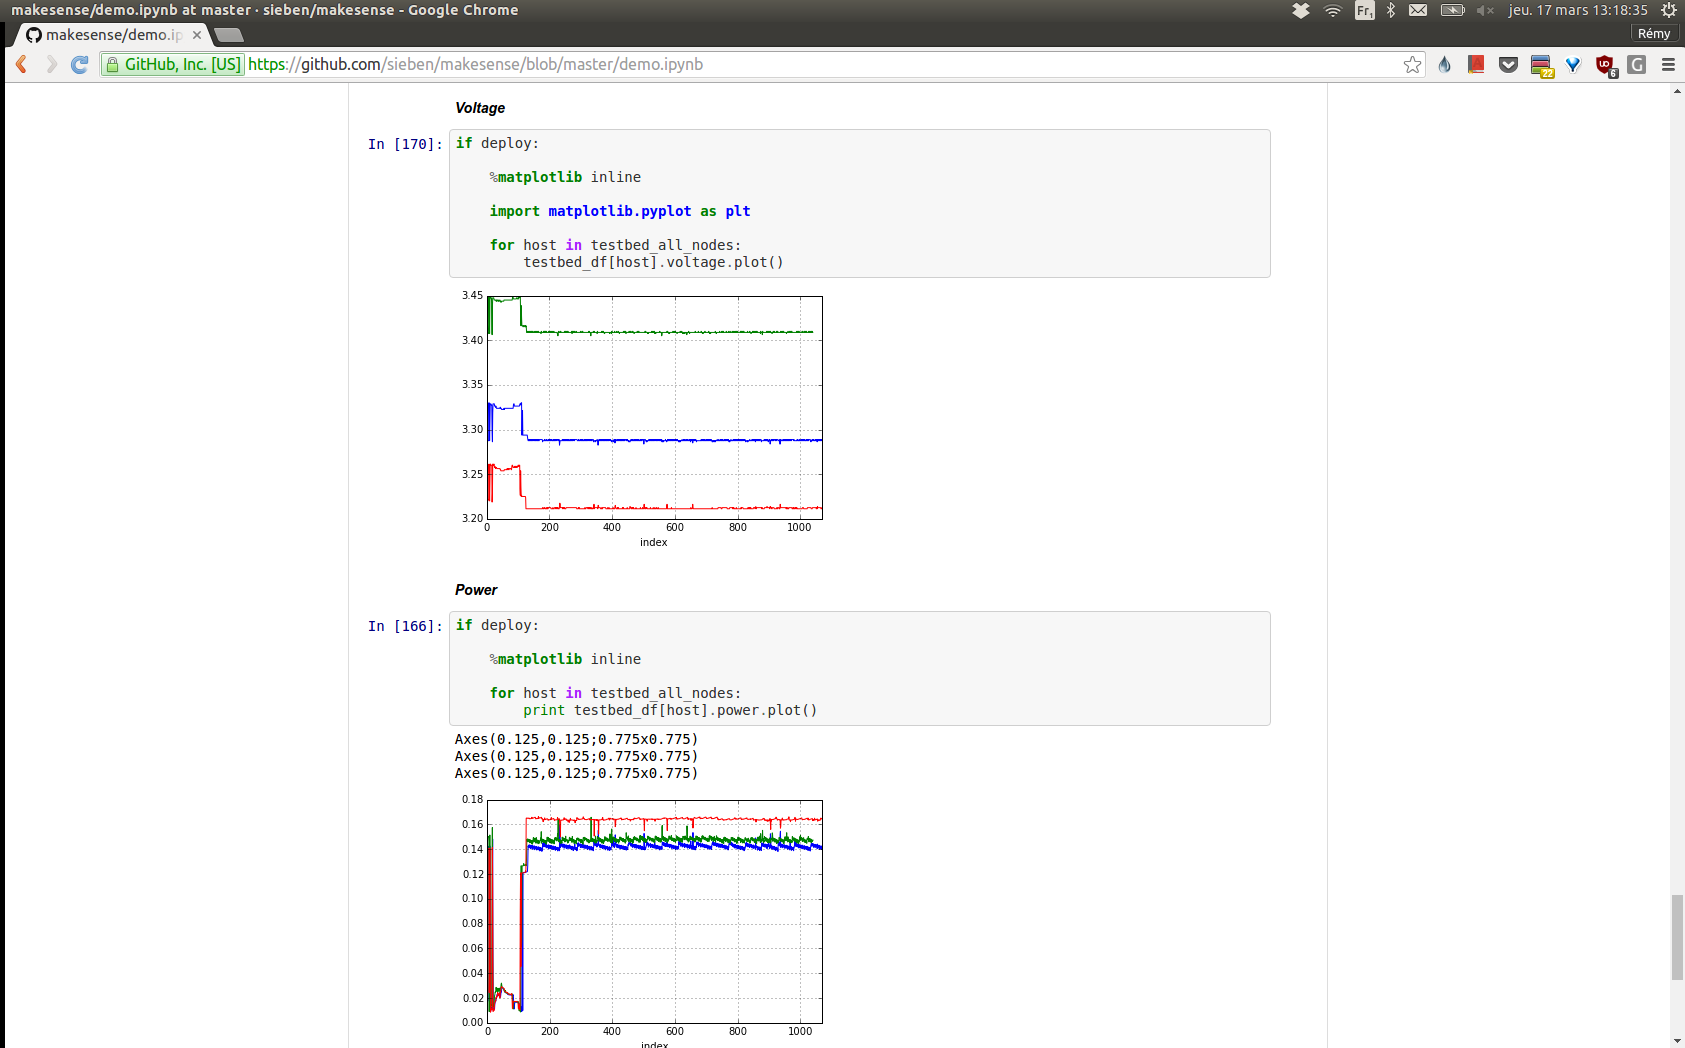 makesense/demo.ipynb at master · sieben/makesense - Google Chrome
Fr₁
jeu. 17 mars 13:18:35
makesense/demo.ip
Rémy
GitHub, Inc. [US] https://github.com/sieben/makesense/blob/master/demo.ipynb
22
UD
6
G
Voltage
In [170]:
if deploy:
%matplotlib inline
import matplotlib.pyplot as plt
for host in testbed_all_nodes:
testbed_df[host].voltage.plot()
3.45
3.40
3.35
3.30
3.25
3.20
0 200 400 600 800 1000
index
Power
In [166]:
if deploy:
%matplotlib inline
for host in testbed_all_nodes:
print testbed_df[host].power.plot()
Axes(0.125,0.125;0.775x0.775)
Axes(0.125,0.125;0.775x0.775)
Axes(0.125,0.125;0.775x0.775)
0.18
0.16
0.14
0.12
0.10
0.08
0.06
0.04
0.02
0.00
0 200 400 600 800 1000
index